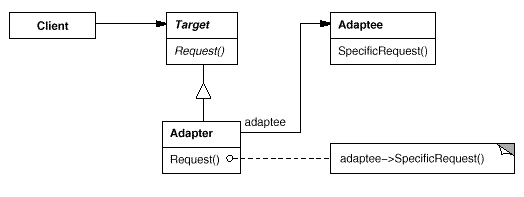 Client
Target
Request()
Adaptee
SpecificRequest()
adaptee
Adapter
Request()
adaptee->SpecificRequest()